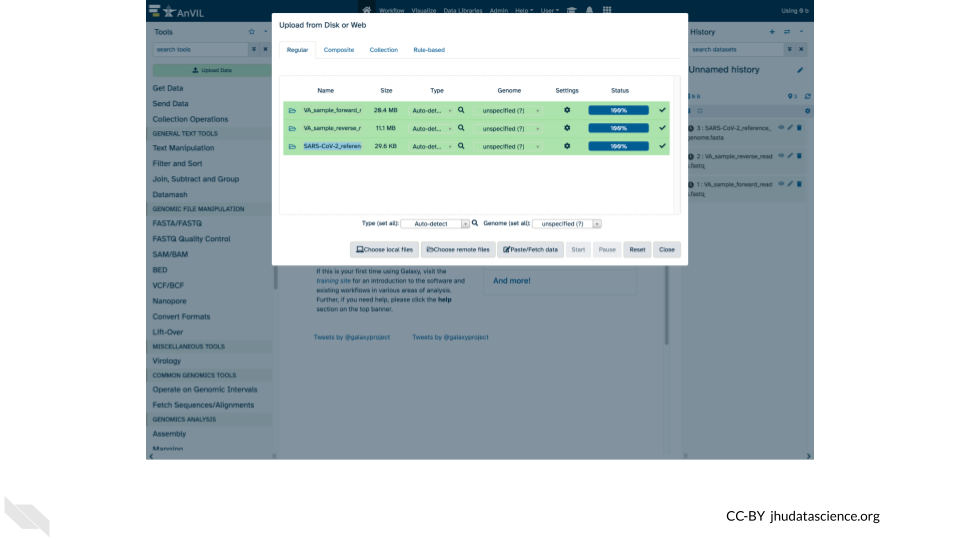 AnVIL
Workflow Visualize Data Libraries Admin Help User
Using 0 b
Upload from Disk or Web
Tools
History
Regular Composite Collection Rule-based
search tools
search datasets
Upload Data
Unnamed history
Name Size Type Genome Settings Status
Get Data
Send Data
VA_sample_forward_r 28.4 MB Auto-det... unspecified (?) 100%
Collection Operations
VA_sample_reverse_r 11.1 MB Auto-det... unspecified (?) 100%
3 : SARS-CoV-2_reference_
genome.fasta
GENERAL TEXT TOOLS
Text Manipulation
SARS-CoV-2_referen 29.6 KB Auto-det... unspecified (?) 100%
2 : VA_sample_reverse_read
s.fastq
Filter and Sort
Join, Subtract and Group
1 : VA_sample_forward_read
s.fastq
Datamash
GENOMIC FILE MANIPULATION
FASTA/FASTQ
Type (set all): Auto-detect Genome (set all): unspecified (?)
FASTQ Quality Control
Choose local files Choose remote files Paste/Fetch data Start Pause Reset Close
SAM/BAM
BED
If this is your first time using Galaxy, visit the
training site for an introduction to the software and
existing workflows in various areas of analysis.
Further, if you need help, please click the help
section on the top banner.
And more!
VCF/BCF
Nanopore
Convert Formats
Lift-Over
Tweets by @galaxyproject Tweets by @galaxyproject
MISCELLANEOUS TOOLS
Virology
COMMON GENOMICS TOOLS
Operate on Genomic Intervals
Fetch Sequences/Alignments
GENOMICS ANALYSIS
Assembly
Mapping
CC-BY jhudatascience.org